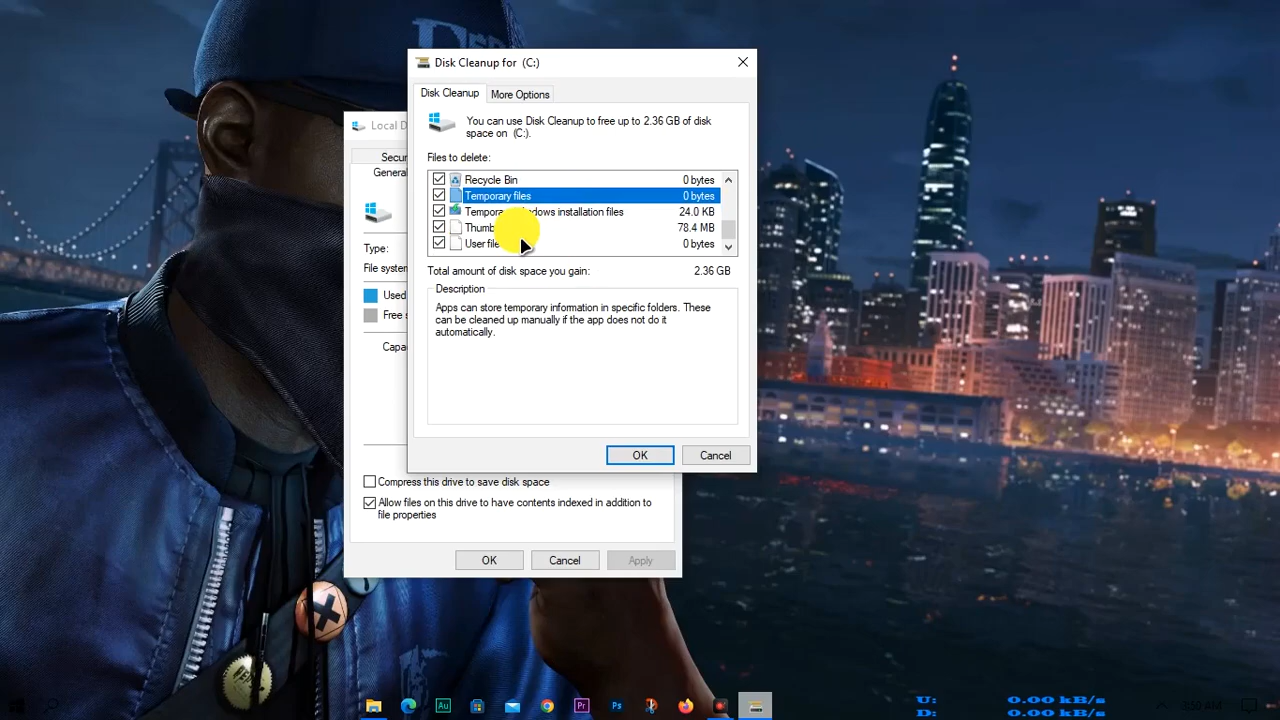 Disk Cleanup for (C:)
Disk Cleanup
More Options
You can use Disk Cleanup to free up to 2.36 GB of disk
space on (C:).
Files to delete:
Recycle Bin 0 bytes
Temporary files 0 bytes
windows installation files 24.0 KB
78.4 MB
User 0 bytes
Total amount of disk space you gain: 2.36 GB
Description
Apps can store temporary information in specific folders. These
can be cleaned up manually if the app does not do it
automatically.
OK
Cancel
Local D
Secur
General
Type:
File system
Used
Free s
Capa
Compress this drive to save disk space
Allow files on this drive to have contents indexed in addition to
file properties
OK
Cancel
Apply
Au
Pr
Ps
U: 0.00 kB/s
D: 0.00 kB/s